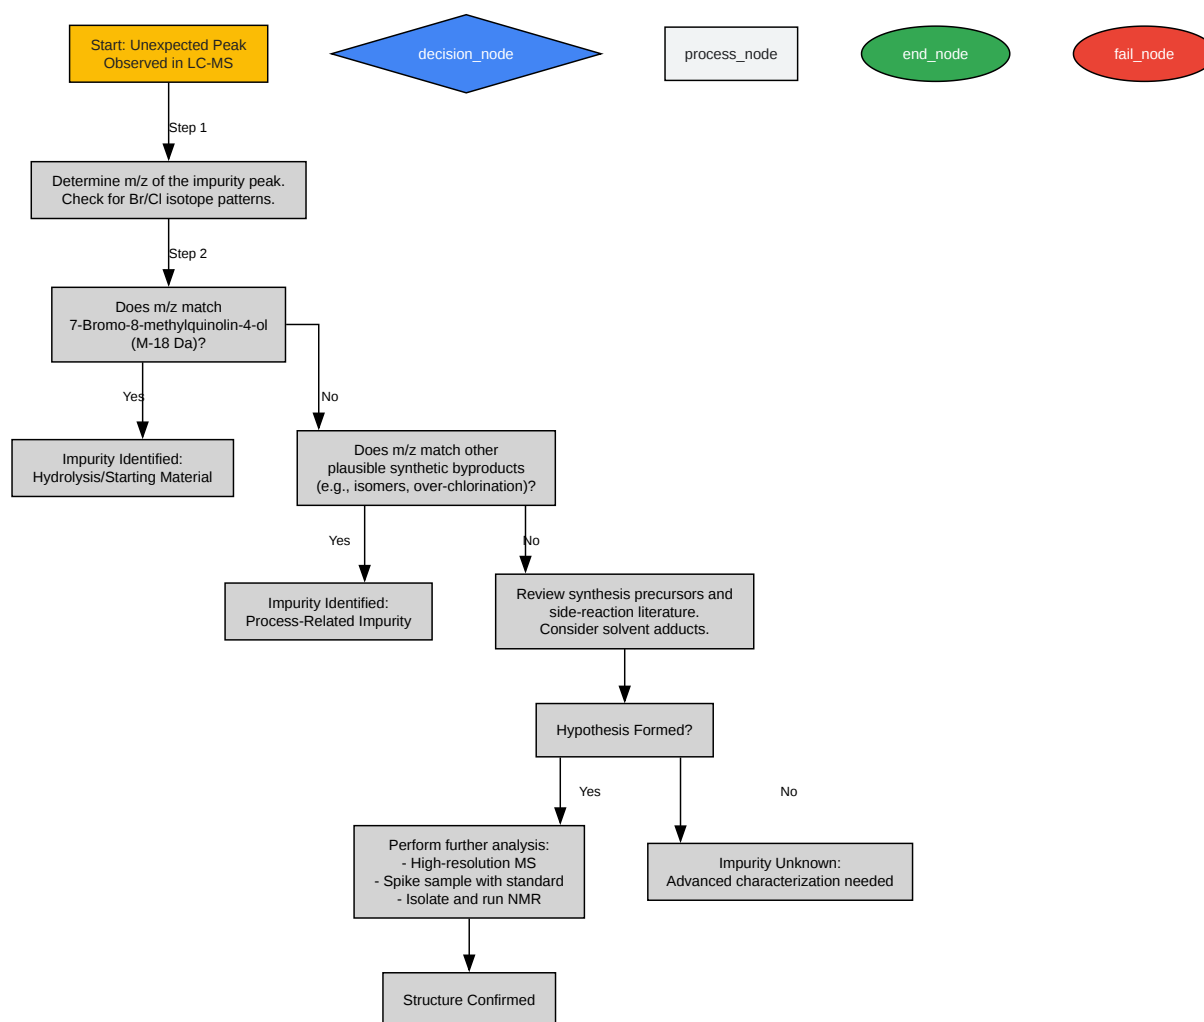 Start: Unexpected Peak
Observed in LC-MS
decision_node
process_node
end_node
fail_node
Step 1
Determine m/z of the impurity peak.
Check for Br/Cl isotope patterns.
Step 2
Does m/z match
7-Bromo-8-methylquinolin-4-ol
(M-18 Da)?
Yes
No
Impurity Identified:
Hydrolysis/Starting Material
Does m/z match other
plausible synthetic byproducts
(e.g., isomers, over-chlorination)?
Yes
No
Impurity Identified:
Process-Related Impurity
Review synthesis precursors and
side-reaction literature.
Consider solvent adducts.
Hypothesis Formed?
Yes
No
Perform further analysis:
- High-resolution MS
- Spike sample with standard
- Isolate and run NMR
Impurity Unknown:
Advanced characterization needed
Structure Confirmed